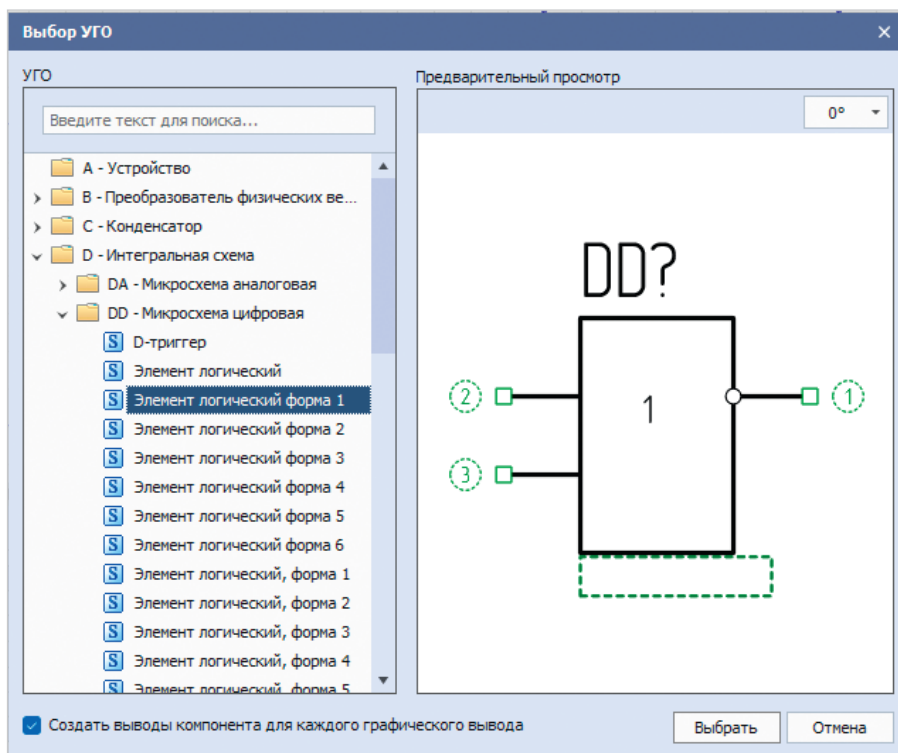 Выбор УГО
УГО
Введите текст для поиска...
A - Устройство
B - Преобразователь физических ве...
C - Конденсатор
D - Интегральная схема
DA - Микросхема аналоговая
DD - Микросхема цифровая
S D-триггер
S Элемент логический
S Элемент логический форма 1
S Элемент логический форма 2
S Элемент логический форма 3
S Элемент логический форма 4
S Элемент логический форма 5
S Элемент логический форма 6
S Элемент логический, форма 1
S Элемент логический, форма 2
S Элемент логический, форма 3
S Элемент логический, форма 4
S Элемент логический, форма 5
Предварительный просмотр
0°
DD?
2 1 1
3
Создать выводы компонента для каждого графического вывода
Выбрать Отмена